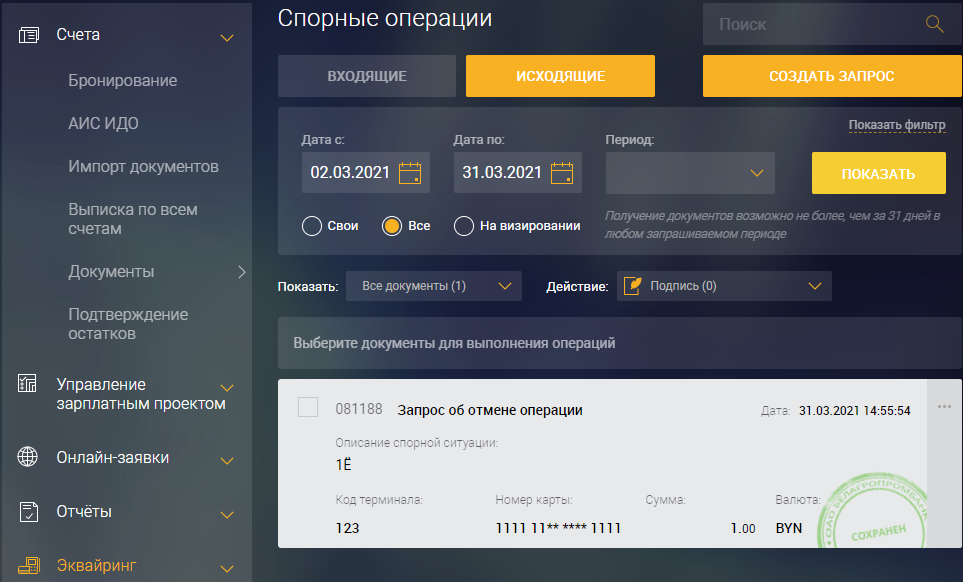 Счета
Бронирование
АИС ИДО
Импорт документов
Выписка по всем
счетам
Документы
Подтверждение
остатков
Управление
зарплатным проектом
Онлайн-заявки
Отчёты
Эквайринг
Спорные операции
Поиск
ВХОДЯЩИЕ
ИСХОДЯЩИЕ
СОЗДАТЬ ЗАПРОС
Показать фильтр
Дата с:
Дата по:
Период:
02.03.2021
31.03.2021
ПОКАЗАТЬ
Свои
Все
На визировании
Получение документов возможно не более, чем за 31 дней в
любом запрашиваемом периоде
Показать:
Все документы (1)
Действие:
Подпись (0)
Выберите документы для выполнения операций
081188 Запрос об отмене операции
Дата: 31.03.2021 14:55:54
Описание спорной ситуации:
1Ё
Код терминала: Номер карты: Сумма: Валюта:
123 1111 11** **** 1111 1.00 BYN
ОАО БЕЛАГРОПРОМБАНК
СОХРАНЕН